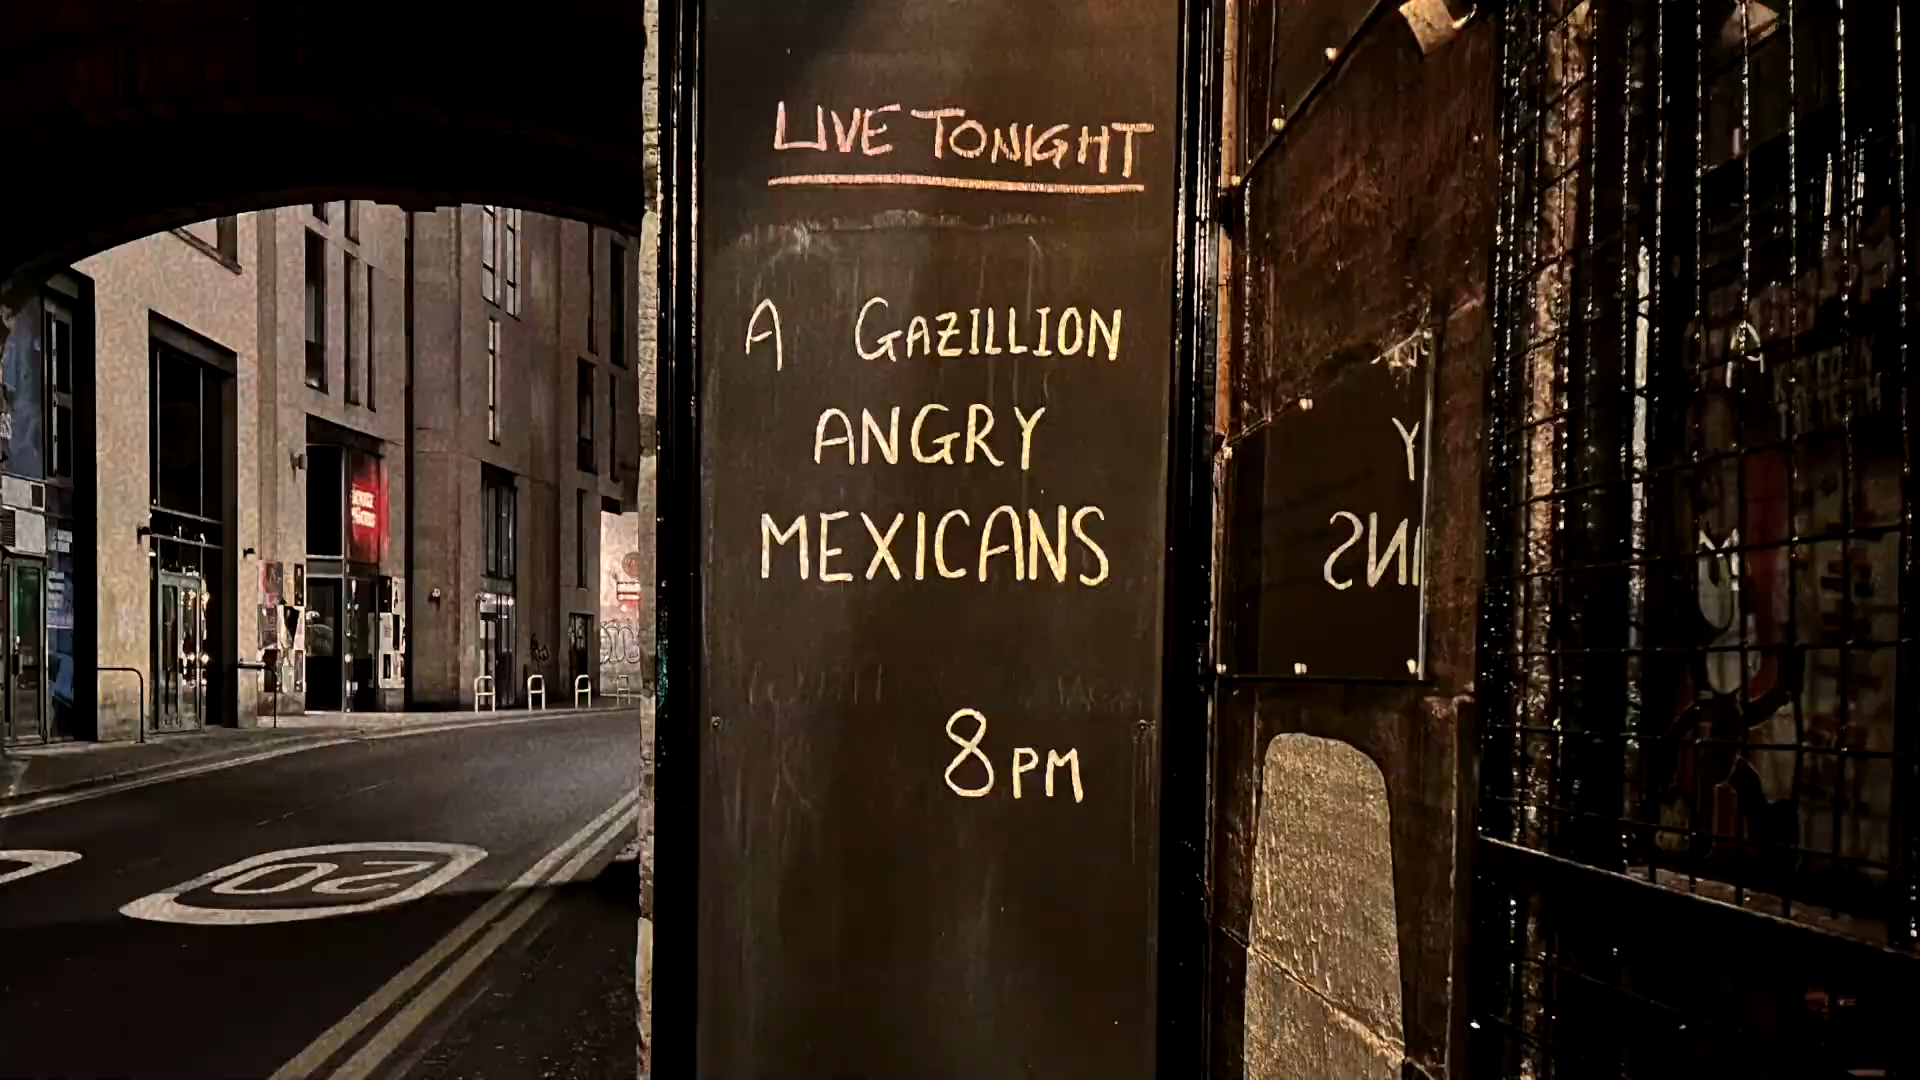 LIVE TONIGHT
A GAZILLION
ANGRY
MEXICANS
8PM
20